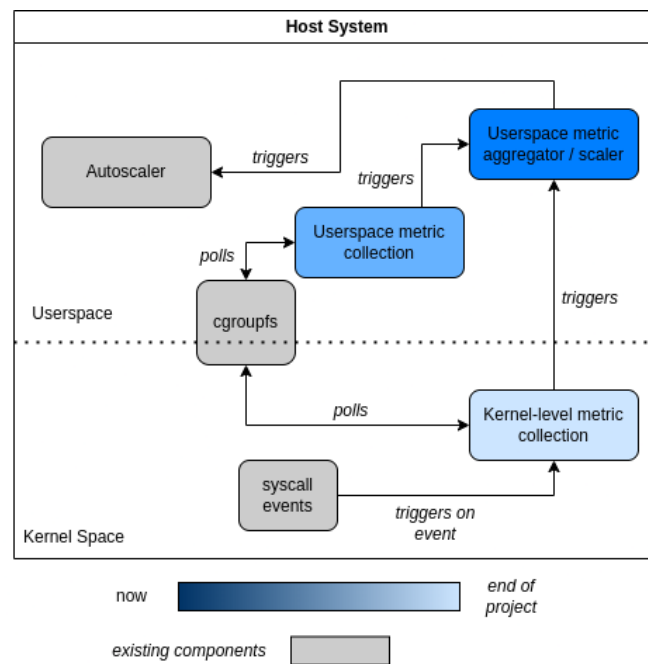 Host System
Userspace metric
aggregator / scaler
triggers
Autoscaler
triggers
Userspace metric
collection
polls
cgroupfs
triggers
Userspace
polls
Kernel-level metric
collection
syscall
events
triggers on
event
Kernel Space
now
end of
project
existing components